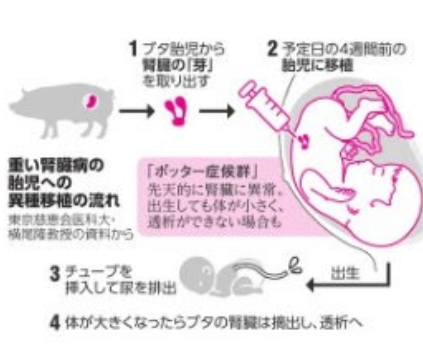 1 ブタ胎児から
腎臓の「芽」
を取り出す
2 予定日の4週間前の
胎児に移植
重い腎臓病の
胎児への
異種移植の流れ
東京慈恵会医科大・
横尾隆教授の資料から
「ポッター症候群」
先天的に腎臓に異常。
出生しても体が小さく、
透析ができない場合も
3 チューブを
挿入して尿を排出
出生
4 体が大きくなったらブタの腎臓は摘出し、透析へ